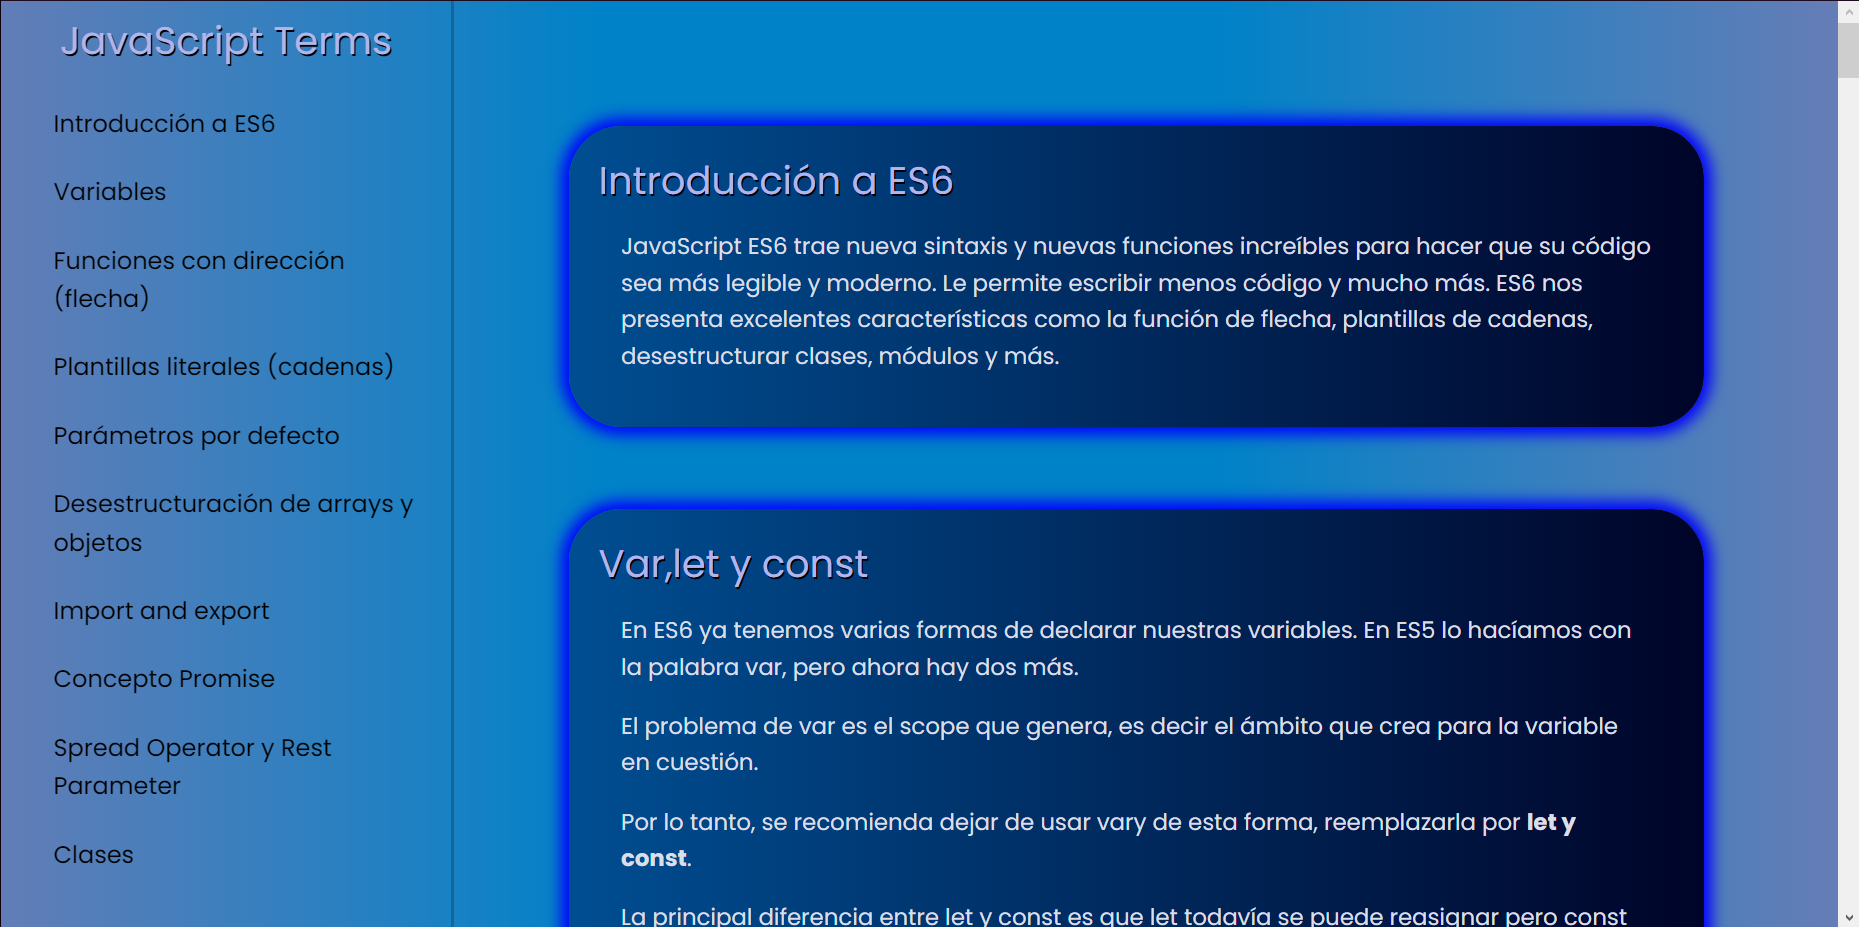 JavaScript Terms
Introducción a ES6
Variables
Funciones con dirección
(flecha)
Plantillas literales (cadenas)
Parámetros por defecto
Desestructuración de arrays y
objetos
Import and export
Concepto Promise
Spread Operator y Rest
Parameter
Clases
Introducción a ES6
JavaScript ES6 trae nueva sintaxis y nuevas funciones increíbles para hacer que su código
sea más legible y moderno. Le permite escribir menos código y mucho más. ES6 nos
presenta excelentes características como la función de flecha, plantillas de cadenas,
desestructurar clases, módulos y más.
Var,let y const
En ES6 ya tenemos varias formas de declarar nuestras variables. En ES5 lo hacíamos con
la palabra var, pero ahora hay dos más.
El problema de var es el scope que genera, es decir el ámbito que crea para la variable
en cuestión.
Por lo tanto, se recomienda dejar de usar vary de esta forma, reemplazarla por let y
const.
La principal diferencia entre let y const es que let todavía se puede reasignar pero const